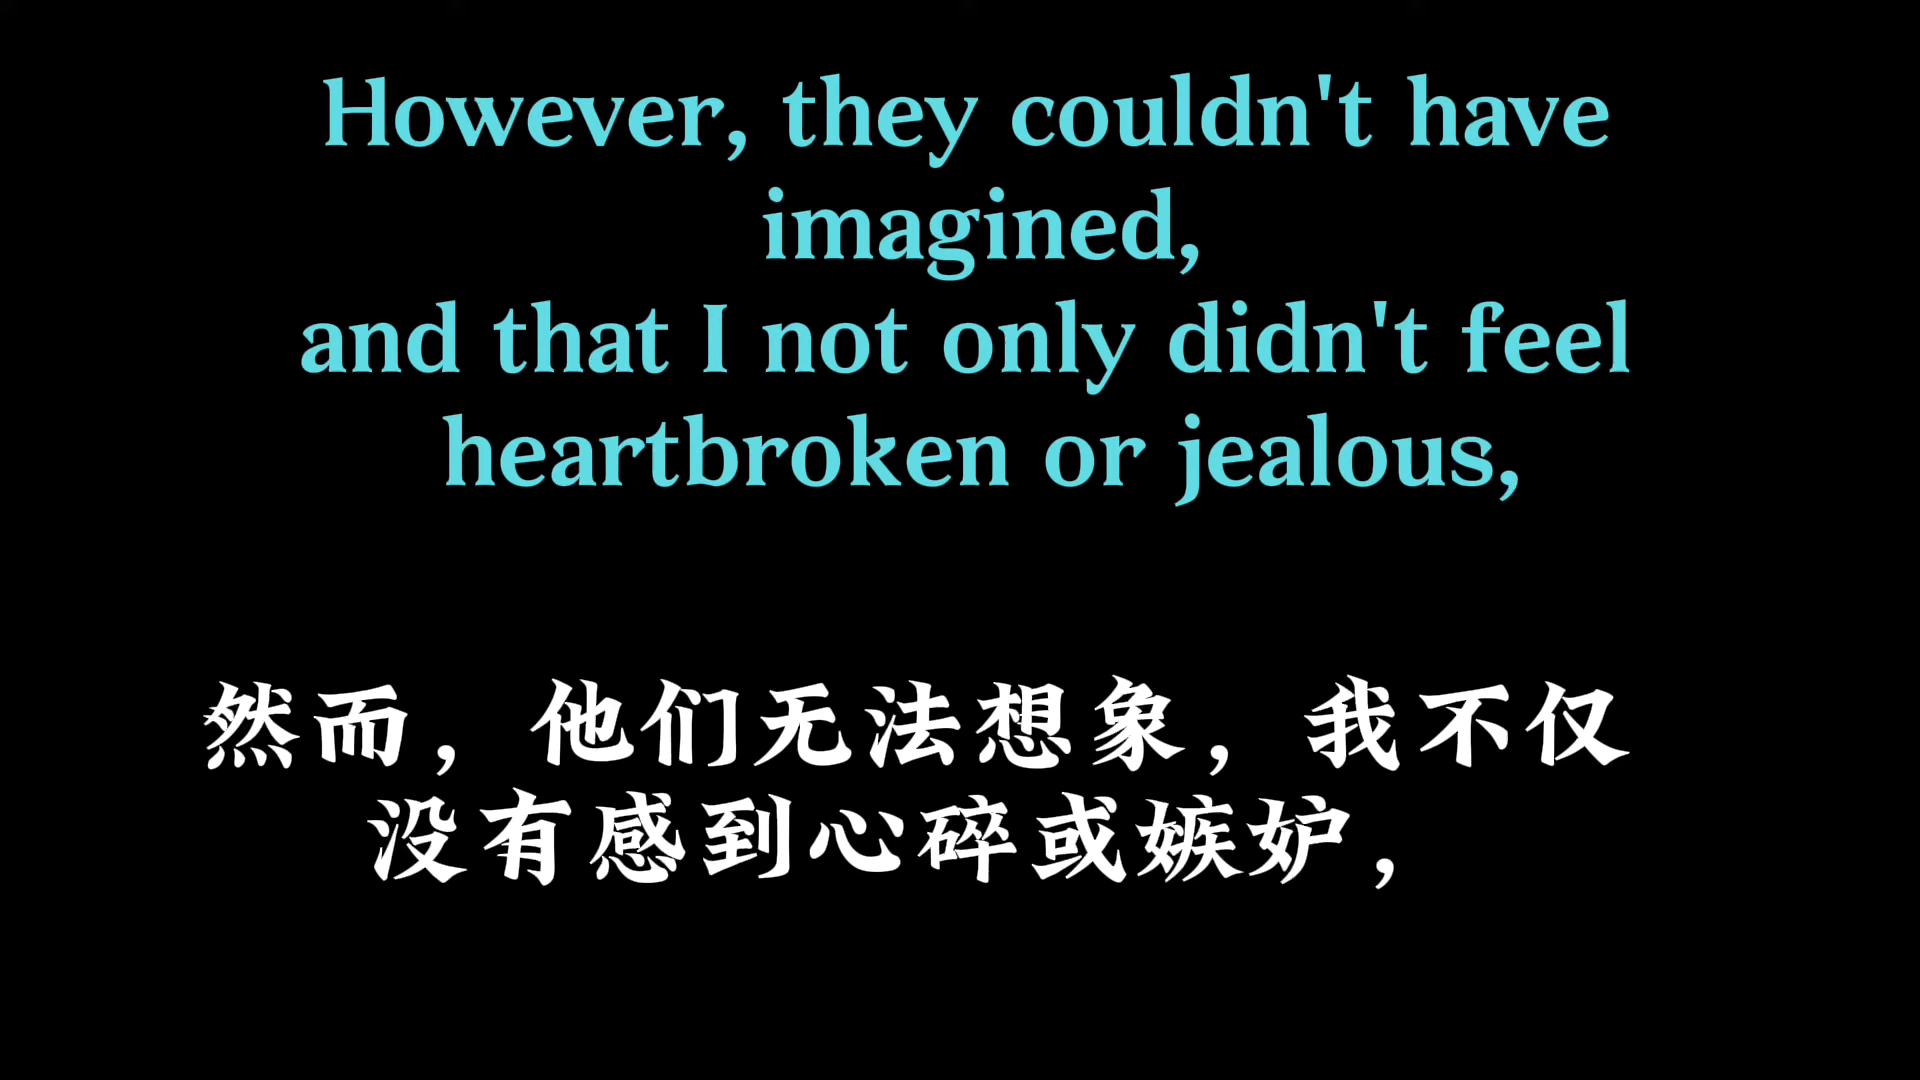 However, they couldn't have
imagined,
and that I not only didn't feel
heartbroken or jealous,
然而，他们无法想象，我不仅
没有感到心碎或嫉妒，